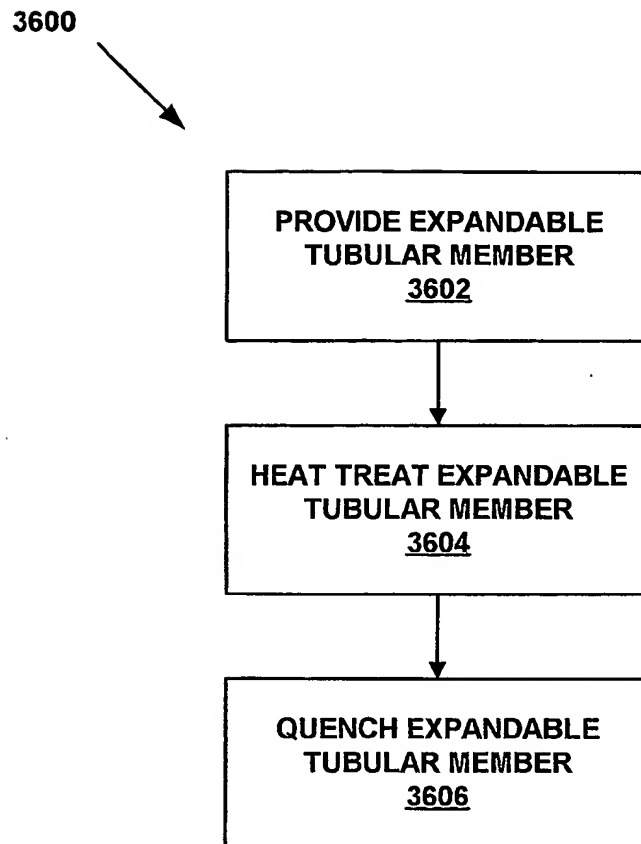 3600
PROVIDE EXPANDABLE
TUBULAR MEMBER
3602
HEAT TREAT EXPANDABLE
TUBULAR MEMBER
3604
QUENCH EXPANDABLE
TUBULAR MEMBER
3606